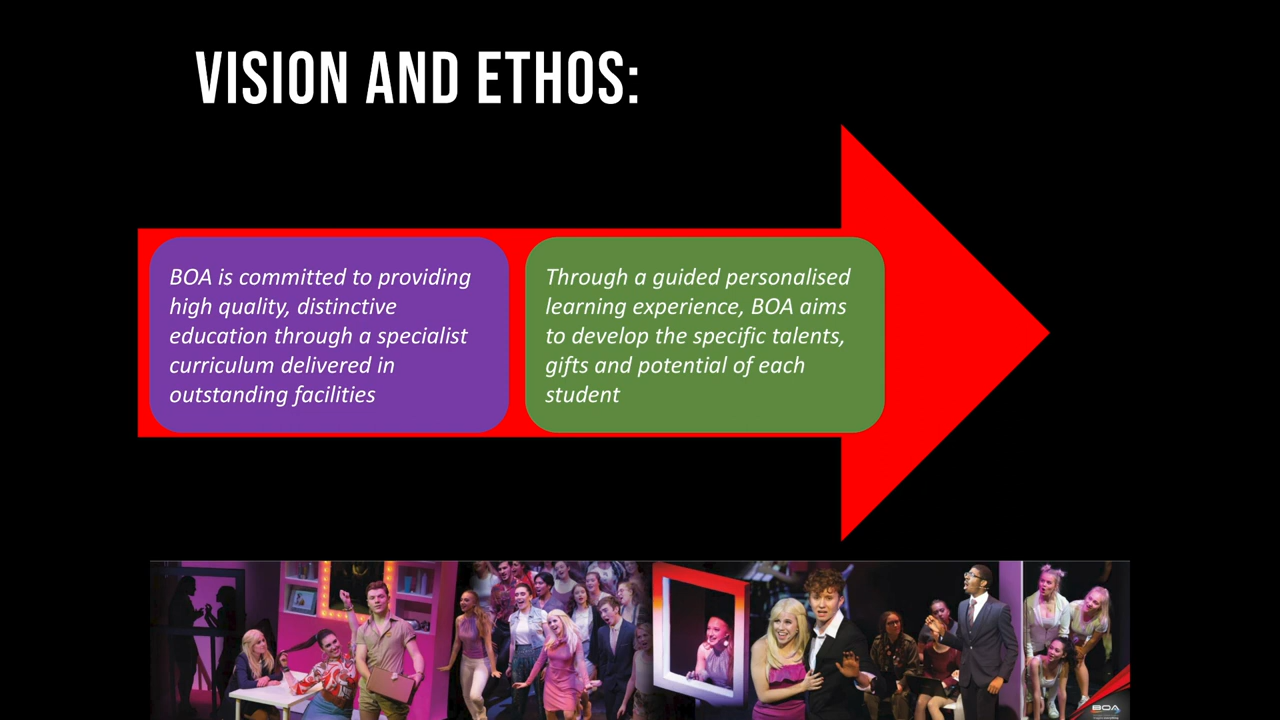 VISION AND ETHOS:
BOA is committed to providing
high quality, distinctive
education through a specialist
curriculum delivered in
outstanding facilities
Through a guided personalised
learning experience, BOA aims
to develop the specific talents,
gifts and potential of each
student
BOA